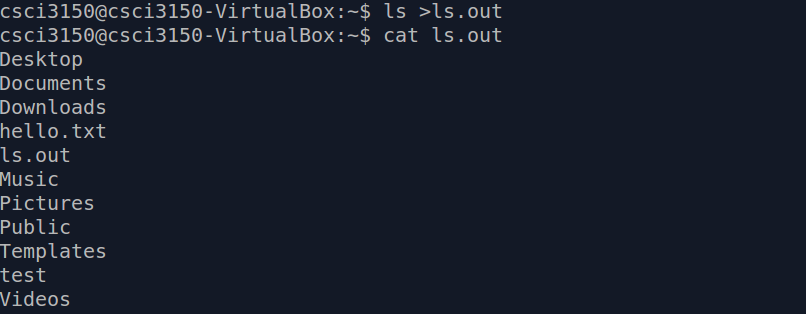 csci3150@csci3150-VirtualBox:~$ ls >ls.out
csci3150@csci3150-VirtualBox:~$ cat ls.out
Desktop
Documents
Downloads
hello.txt
ls.out
Music
Pictures
Public
Templates
test
Videos